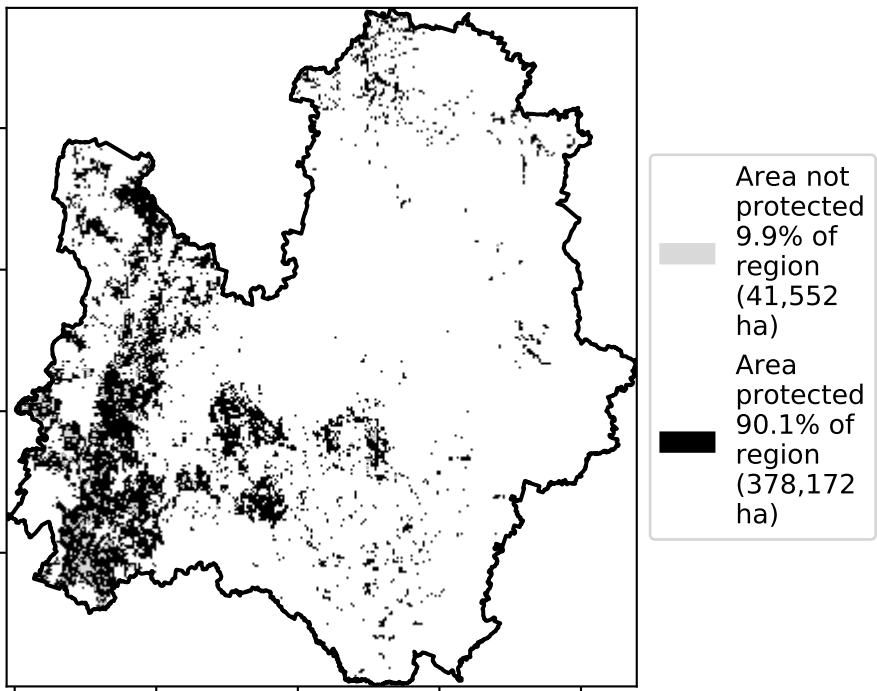 Area not
protected
9.9% of
region
(41,552
ha)
Area
protected
90.1% of
region
(378,172
ha)